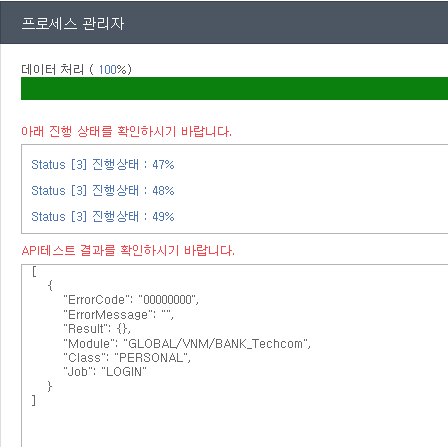 프로세스 관리자
데이터 처리 ( 100%)
아래 진행 상태를 확인하시기 바랍니다.
Status [3] 진행상태 : 47%
Status [3] 진행상태 : 48%
Status [3] 진행상태 : 49%
API테스트 결과를 확인하시기 바랍니다.
[
{
"ErrorCode": "00000000",
"ErrorMessage": "",
"Result": {},
"Module": "GLOBAL/VNM/BANK_Techcom",
"Class": "PERSONAL",
"Job": "LOGIN"
}
]